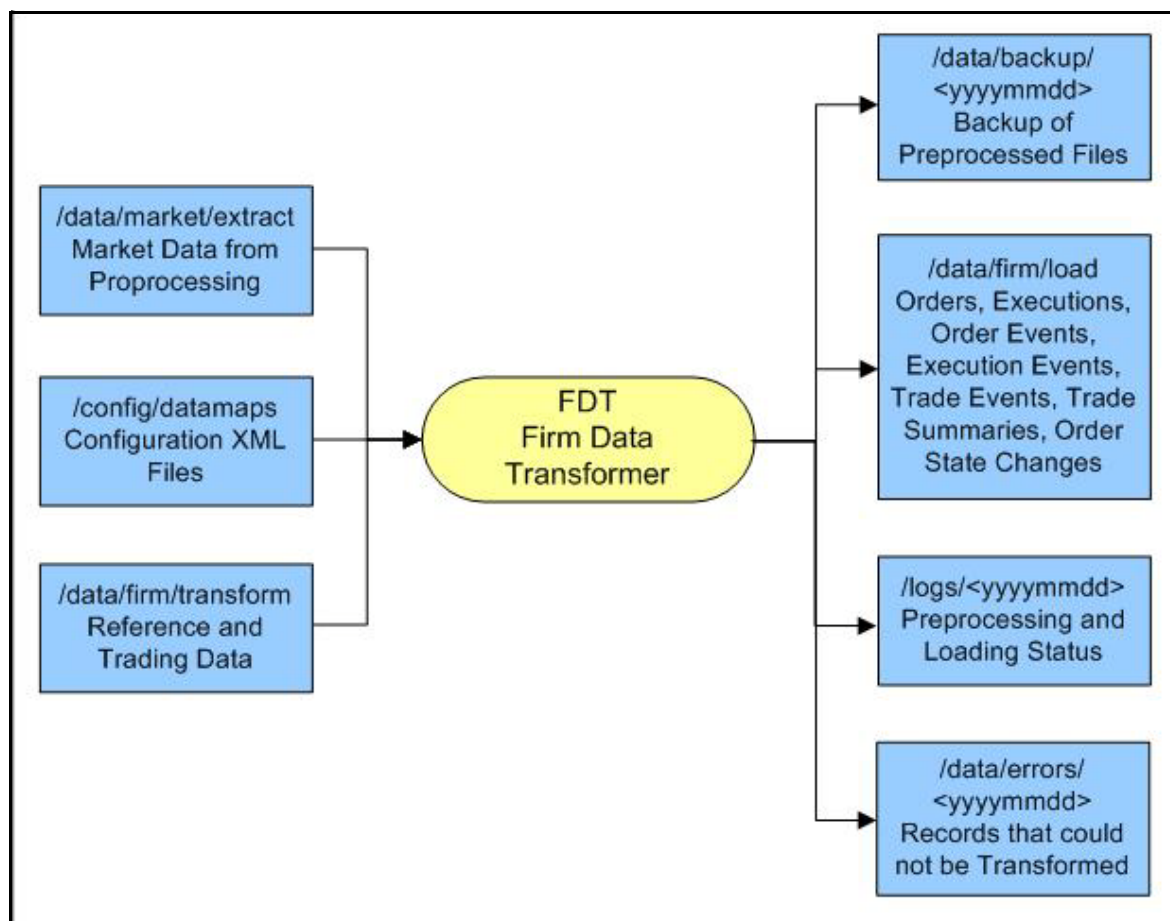 /data/market/extract
Market Data from
Proprocessing
/config/datamaps
Configuration XML
Files
/data/firm/transform
Reference and
Trading Data
FDT
Firm Data
Transformer
/data/backup/
<yyyymmdd>
Backup of
Preprocessed Files
/data/firm/load
Orders, Executions,
Order Events,
Execution Events,
Trade Events, Trade
Summaries, Order
State Changes
/logs/<yyyymmdd>
Preprocessing and
Loading Status
/data/errors/
<yyyymmdd>
Records that could
not be Transformed